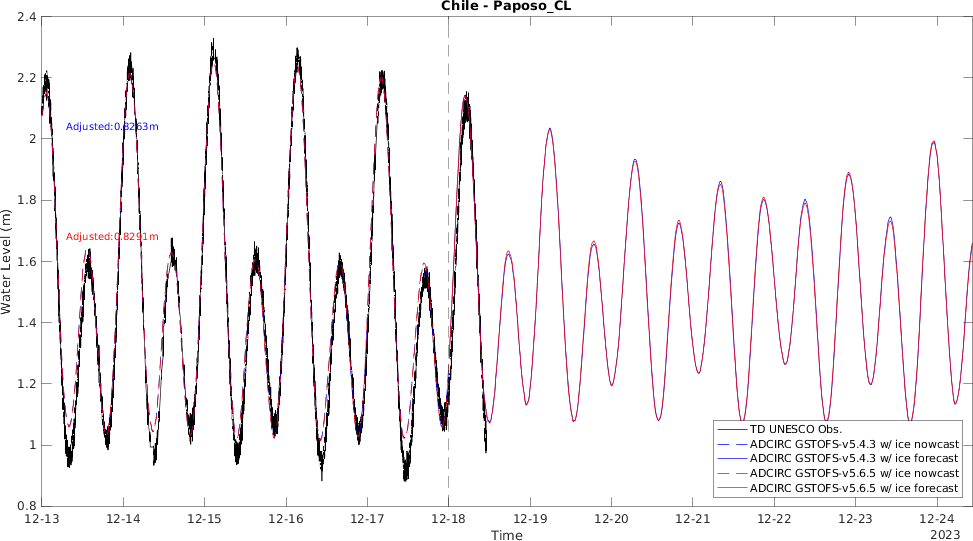 Chile - Paposo_CL
2.4
2.2
2
1.8
1.6
1.4
1.2
1
0.8
Water Level (m)
Adjusted:0.8263m
Adjusted:0.8291m
TD UNESCO Obs.
ADCIRC GSTOFS-v5.4.3 w/ ice nowcast
ADCIRC GSTOFS-v5.4.3 w/ ice forecast
ADCIRC GSTOFS-v5.6.5 w/ ice nowcast
ADCIRC GSTOFS-v5.6.5 w/ ice forecast
12-13 12-14 12-15 12-16 12-17 12-18 12-19 12-20 12-21 12-22 12-23 12-24
2023
Time